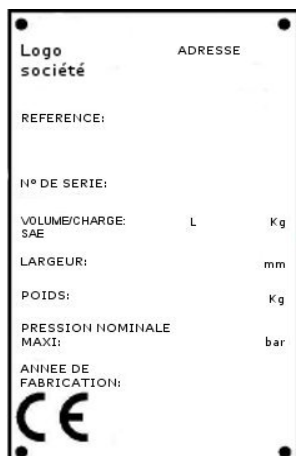 Logo ADRESSE
société
REFERENCE:
N° DE SERIE:
VOLUME/CHARGE: L Kg
SAE
LARGEUR: mm
POIDS: Kg
PRESSION NOMINALE
MAXI: bar
ANNEE DE
FABRICATION:
CE